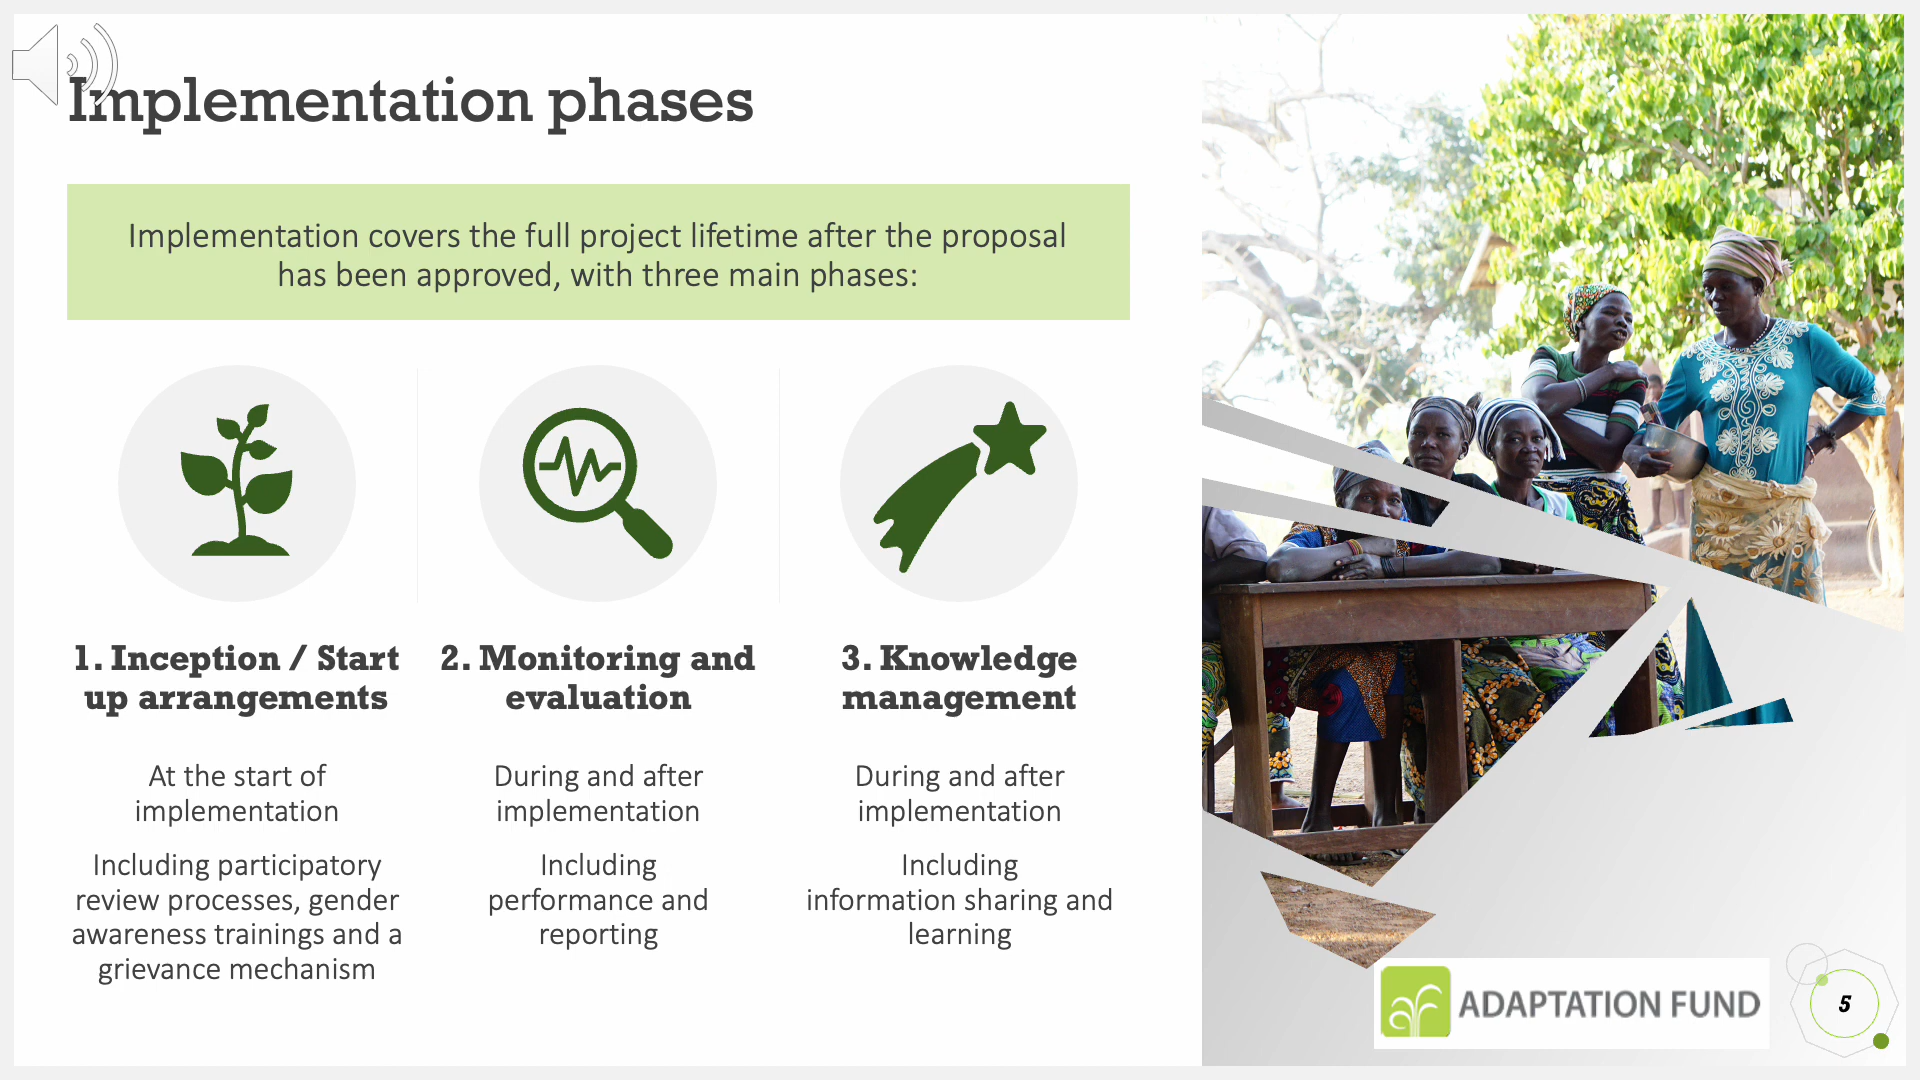 Implementation phases
Implementation covers the full project lifetime after the proposal
has been approved, with three main phases:
1. Inception / Start
up arrangements
At the start of
implementation
Including participatory
review processes, gender
awareness trainings and a
grievance mechanism
2. Monitoring and
evaluation
During and after
implementation
Including
performance and
reporting
3. Knowledge
management
During and after
implementation
Including
information sharing and
learning
ADAPTATION FUND
5